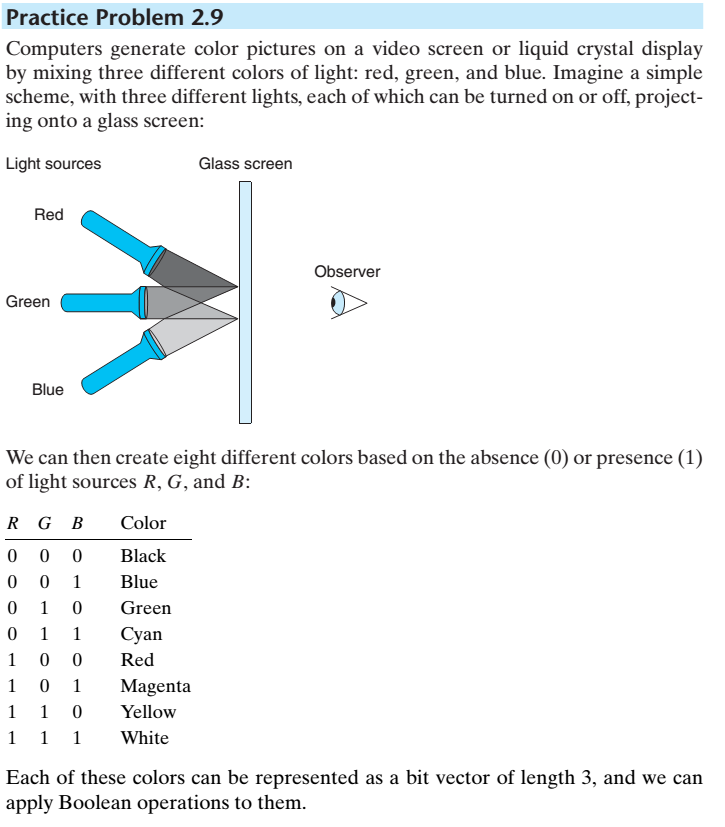 Practice Problem 2.9
Computers generate color pictures on a video screen or liquid crystal display
by mixing three different colors of light: red, green, and blue. Imagine a simple
scheme, with three different lights, each of which can be turned on or off, project-
ing onto a glass screen:
Light sources Glass screen
Red
Observer
Green
Blue
We can then create eight different colors based on the absence (0) or presence (1)
of light sources R, G, and B:
R G B Color
0 0 0 Black
0 0 1 Blue
0 1 0 Green
0 1 1 Cyan
1 0 0 Red
1 0 1 Magenta
1 1 0 Yellow
1 1 1 White
Each of these colors can be represented as a bit vector of length 3, and we can
apply Boolean operations to them.